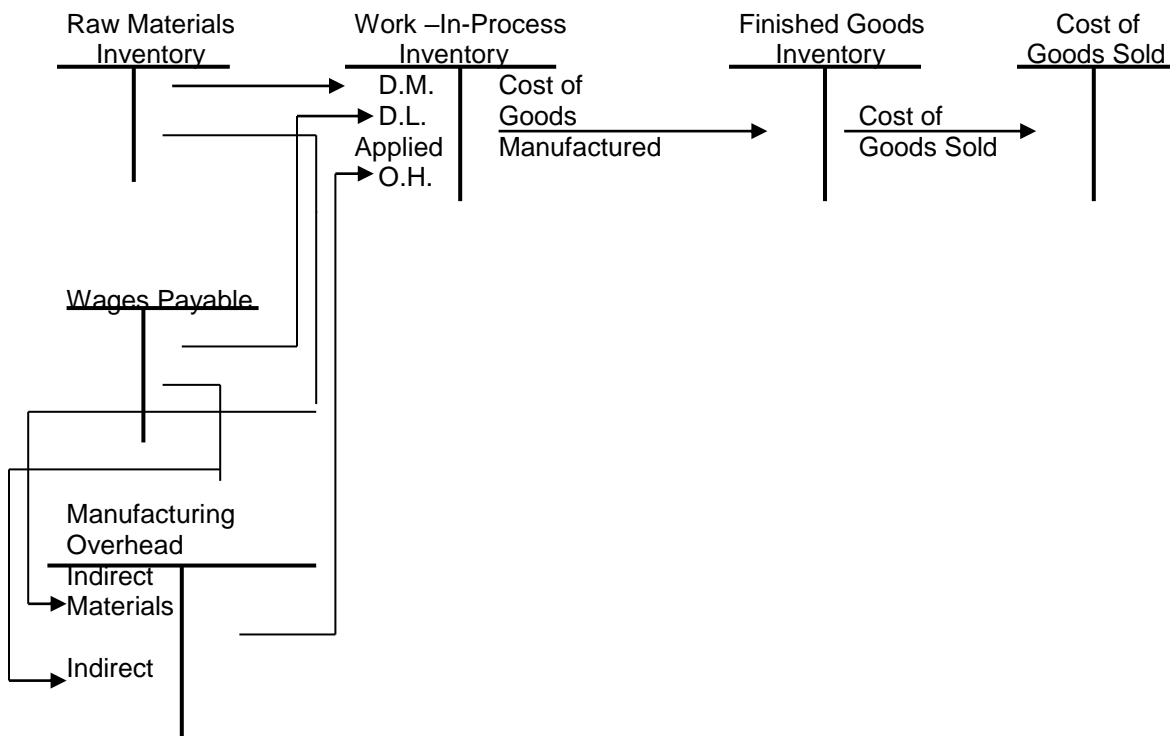 Raw Materials
Inventory
Work –In-Process
Inventory
Finished Goods
Inventory
Cost of
Goods Sold
D.M.
D.L.
Applied
O.H.
Cost of
Goods
Manufactured
Cost of
Goods Sold
Wages Payable
Manufacturing
Overhead
Indirect
Materials
Indirect